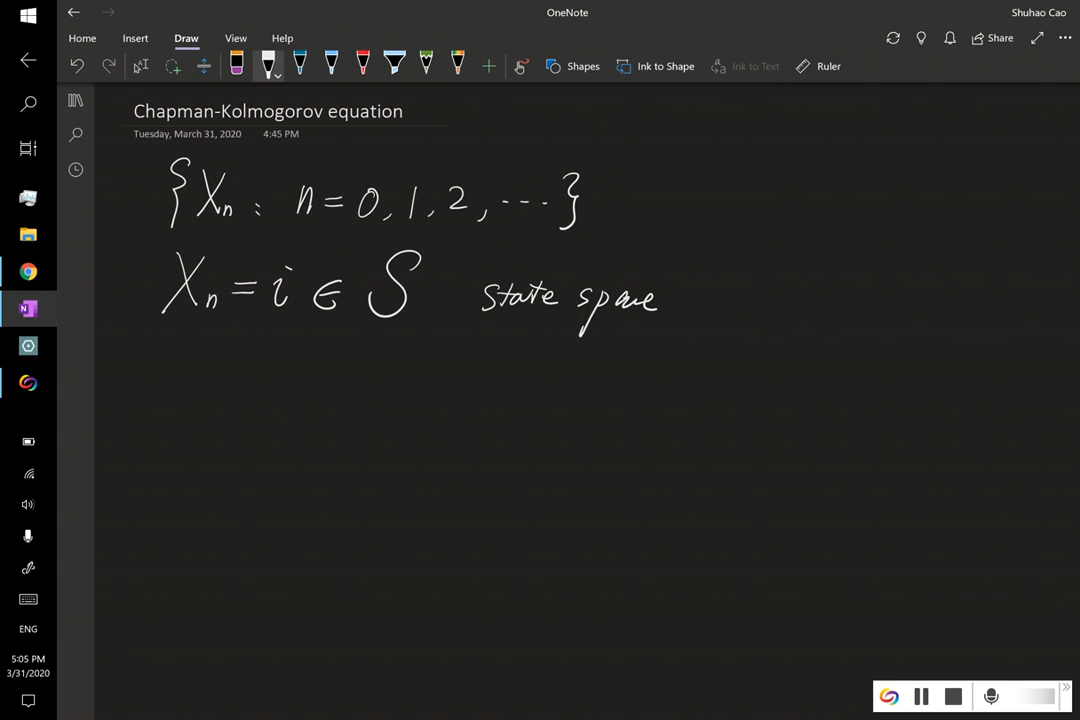 OneNote
Shuhao Cao
Home Insert Draw View Help
Share
Shapes Ink to Shape Ink to Text Ruler
Chapman-Kolmogorov equation
Tuesday, March 31, 2020 4:45 PM
{Xn : n = 0, 1, 2, ... }
Xn = i ∈ S state space
ENG
5:05 PM
3/31/2020